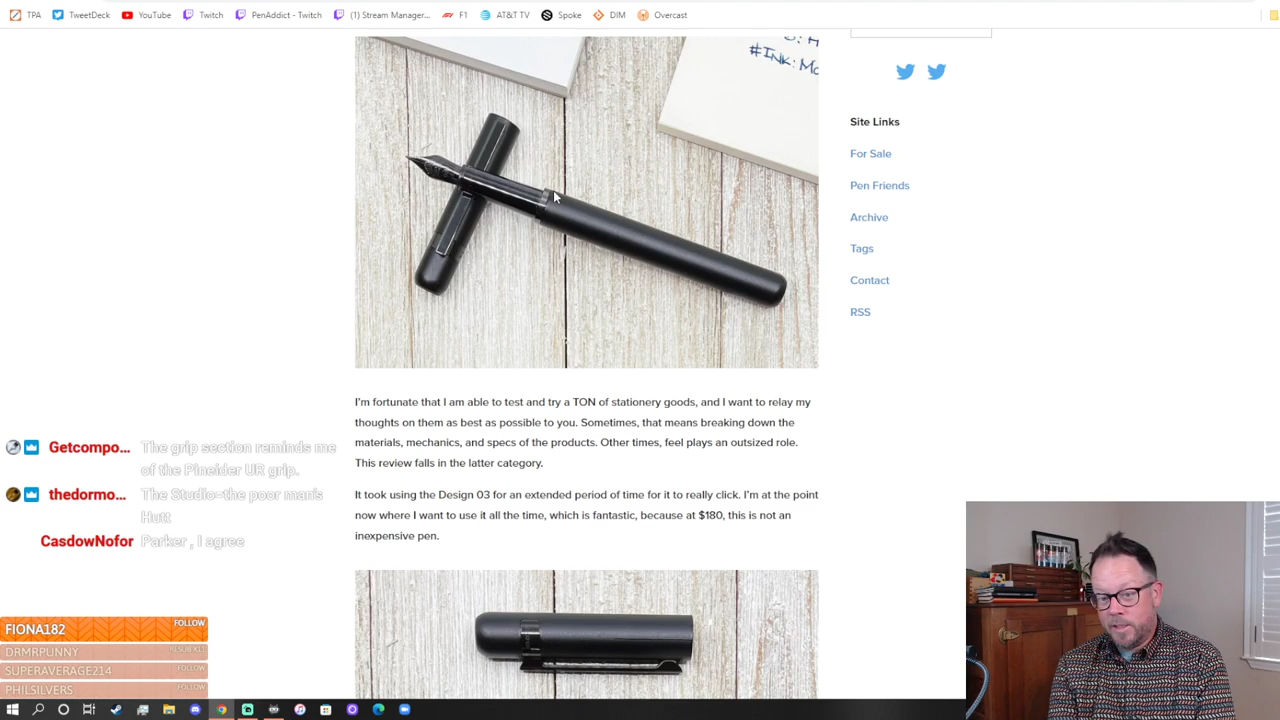 TPA
TweetDeck
YouTube
Twitch
PenAddict - Twitch
(1) Stream Manager...
F1
AT&T TV
Spoke
DIM
Overcast
#INK: Mo
Site Links
For Sale
Pen Friends
Archive
Tags
Contact
RSS
I'm fortunate that I am able to test and try a TON of stationery goods, and I want to relay my
thoughts on them as best as possible to you. Sometimes, that means breaking down the
materials, mechanics, and specs of the products. Other times, feel plays an outsized role.
This review falls in the latter category.
It took using the Design 03 for an extended period of time for it to really click. I'm at the point
now where I want to use it all the time, which is fantastic, because at $180, this is not an
inexpensive pen.
Getcompo... The grip section reminds me
of the Pineider UR grip.
thedormo... The Studio=the poor man's
Hutt
CasdowNofor Parker , I agree
FIONA182 FOLLOW
DRMRPUNNY RESUB X17
SUPERAVERAGE214 FOLLOW
PHILSILVERS FOLLOW